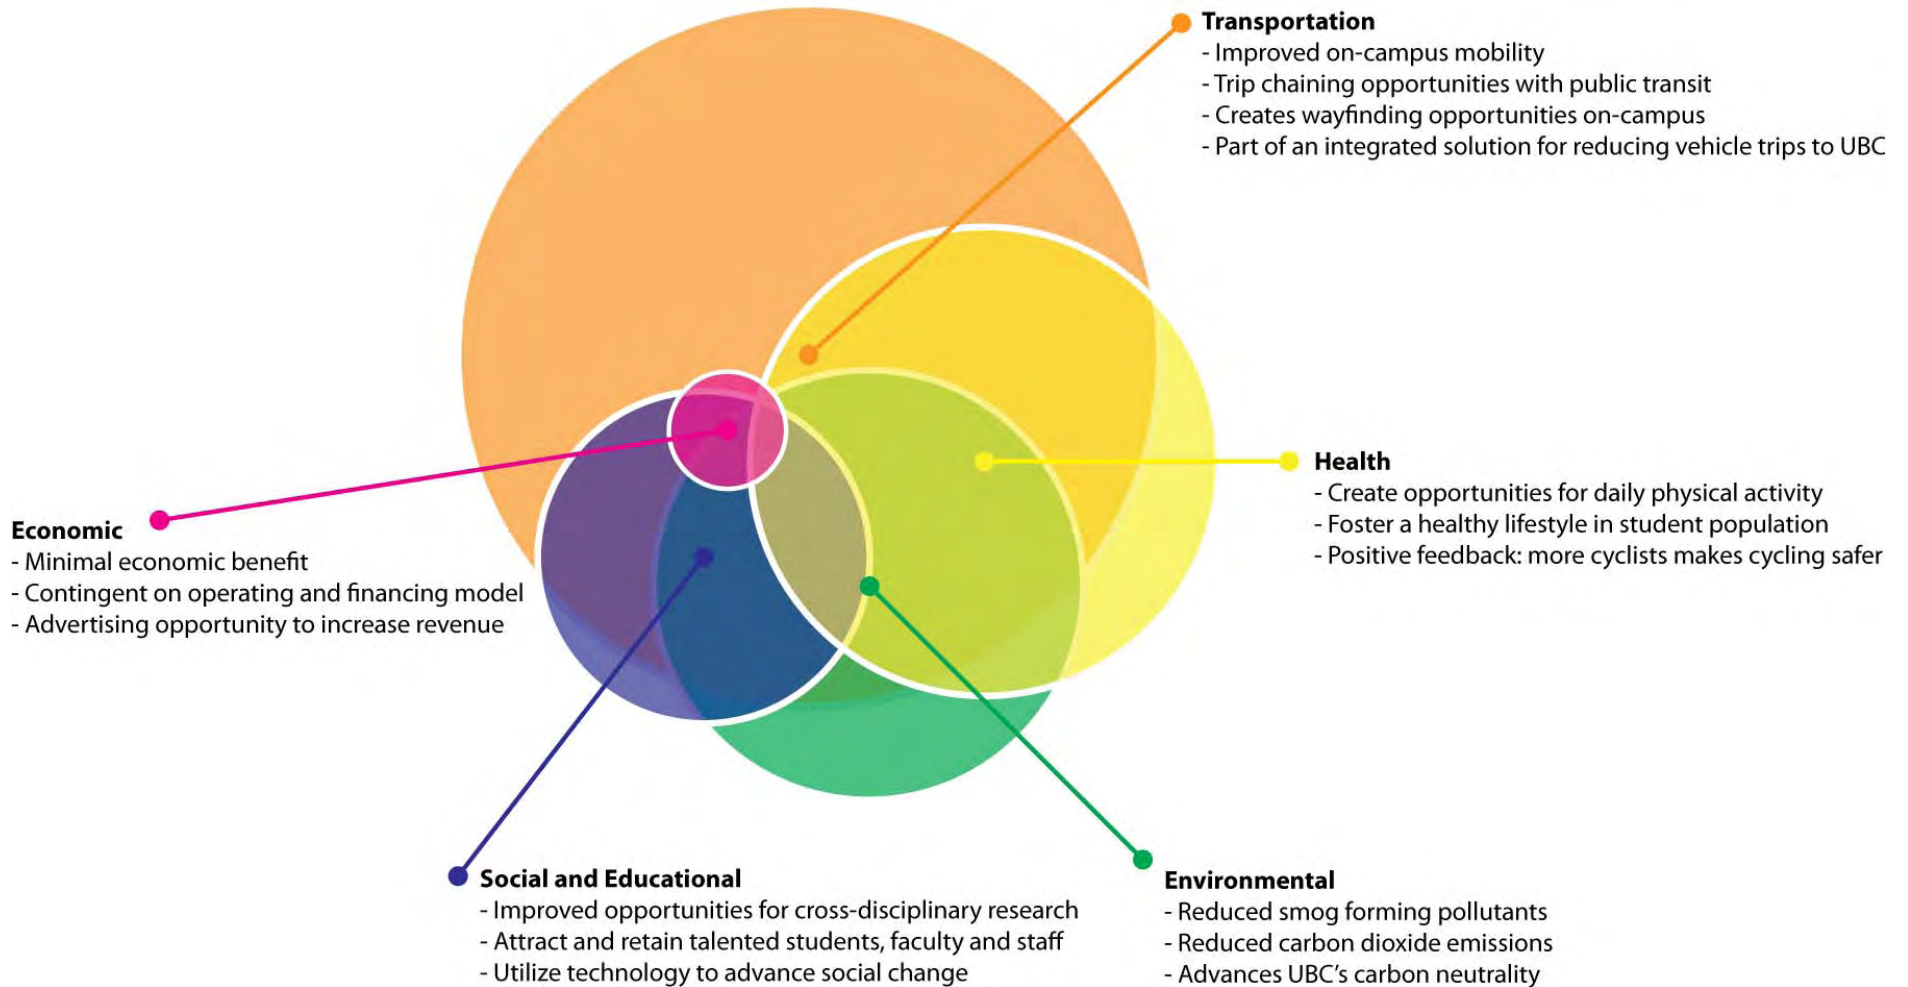 Transportation
- Improved on-campus mobility
- Trip chaining opportunities with public transit
- Creates wayfinding opportunities on-campus
- Part of an integrated solution for reducing vehicle trips to UBC
Health
- Create opportunities for daily physical activity
- Foster a healthy lifestyle in student population
- Positive feedback: more cyclists makes cycling safer
Economic
- Minimal economic benefit
- Contingent on operating and financing model
- Advertising opportunity to increase revenue
Social and Educational
- Improved opportunities for cross-disciplinary research
- Attract and retain talented students, faculty and staff
- Utilize technology to advance social change
Environmental
- Reduced smog forming pollutants
- Reduced carbon dioxide emissions
- Advances UBC's carbon neutrality